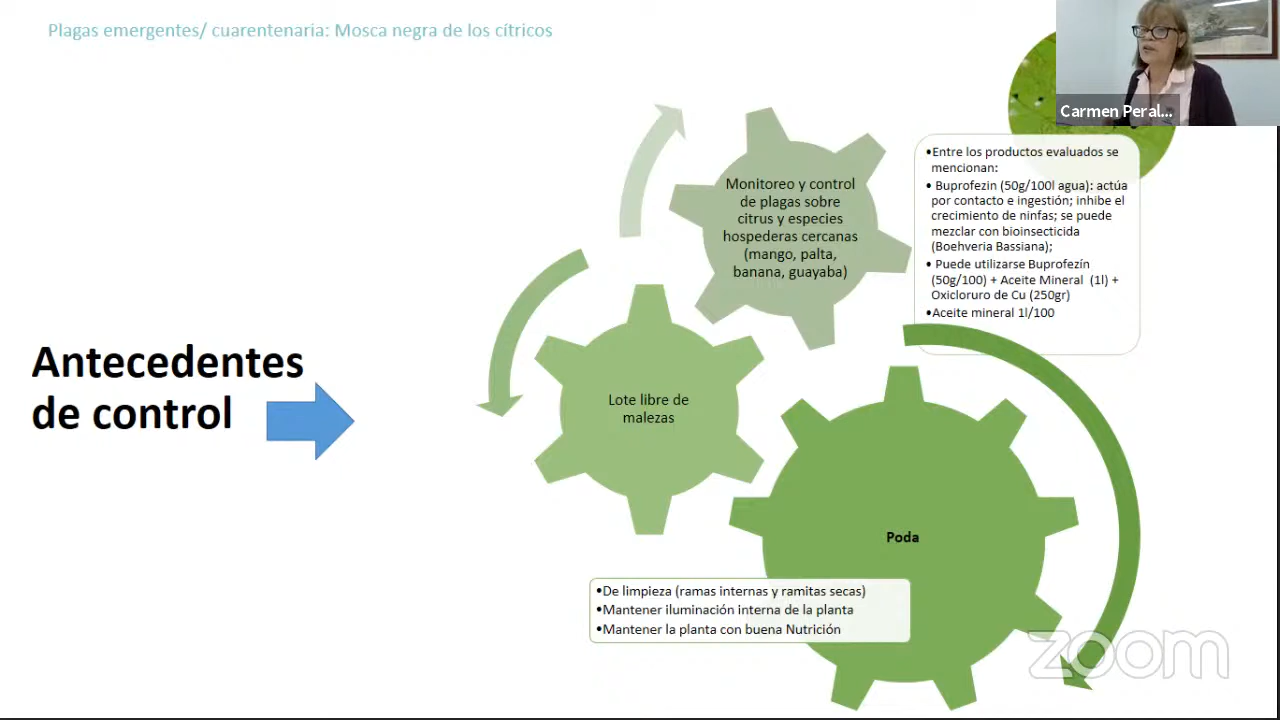 Plagas emergentes/ cuarentenaria: Mosca negra de los cítricos
Carmen Peral...
Monitoreo y control
de plagas sobre
citrus y especies
hospederas cercanas
(mango, palta,
banana, guayaba)
•Entre los productos evaluados se
mencionan:
• Buprofezin (50g/100l agua): actúa
por contacto e ingestión; inhibe el
crecimiento de ninfas; se puede
mezclar con bioinsecticida
(Boehveria Bassiana);
• Puede utilizarse Buprofezín
(50g/100) + Aceite Mineral (1l) +
Oxicloruro de Cu (250gr)
•Aceite mineral 1l/100
Antecedentes
de control
Lote libre de
malezas
Poda
•De limpieza (ramas internas y ramitas secas)
•Mantener iluminación interna de la planta
•Mantener la planta con buena Nutrición
zoom